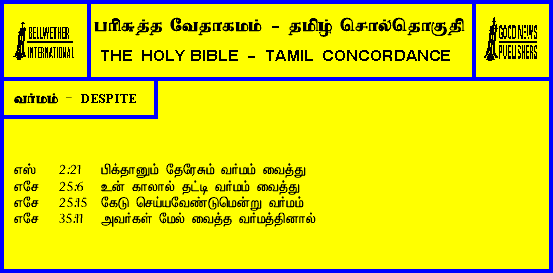 BELLWETHER
INTERNATIONAL
பரிசுத்த வேதாகமம் - தமிழ் சொல்தொகுதி
THE HOLY BIBLE - TAMIL CONCORDANCE
GOOD NEWS
PUBLISHERS
வர்மம் - DESPITE
எஸ் 2:21 பிக்தானும் தேரேசும் வர்மம் வைத்து
எசே 25:6 உன் காலால் தட்டி வர்மம் வைத்து
எசே 25:15 கேடு செய்யவேண்டுமென்று வர்மம்
எசே 35:11 அவர்கள் மேல் வைத்த வர்மத்தினால்